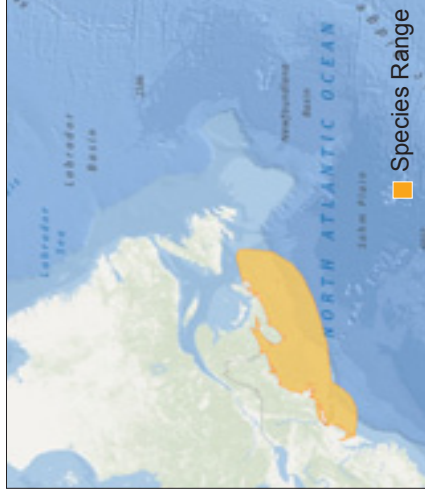 Labrador
Sea
Labrador
Basin
Newfoundland
Basin
NORTH ATLANTIC OCEAN
Sohm Plain
Species Range